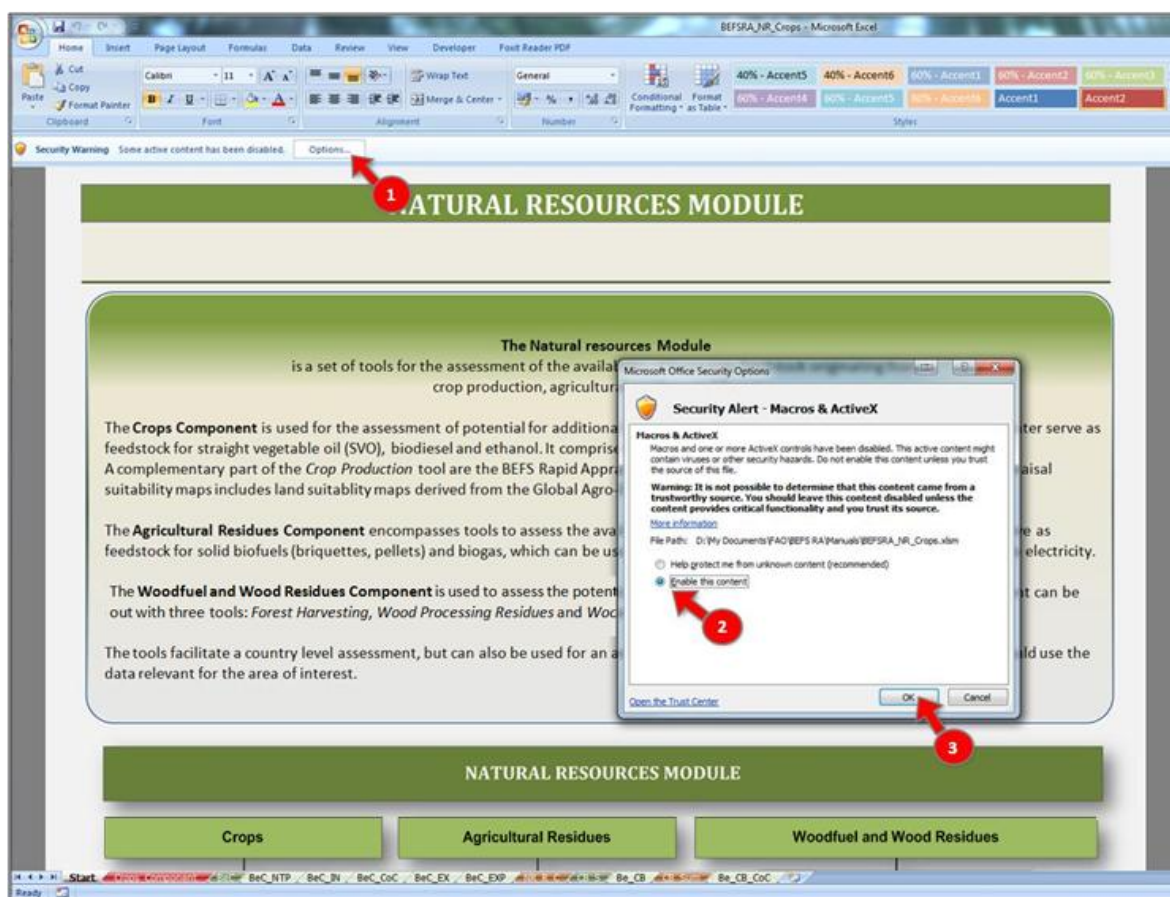 BEFSRA_NR_Crops - Microsoft Excel
Home Insert Page Layout Formulas Data Review View Developer Foxit Reader PDF
Cut
Copy
Format Painter
Paste
Clipboard
Calibri 11
Font
Wrap Text
Merge & Center
Alignment
General
Number
Conditional Formatting
Format as Table
40% - Accent5 40% - Accent6 60% - Accent1 60% - Accent2 60% - Accent3
60% - Accent4 60% - Accent5 60% - Accent6 Accent1 Accent2
Styles
Security Warning Some active content has been disabled. Options...
1
NATURAL RESOURCES MODULE
The Natural resources Module
is a set of tools for the assessment of the availa
crop production, agricultura
The Crops Component is used for the assessment of potential for additiona
ter serve as
feedstock for straight vegetable oil (SVO), biodiesel and ethanol. It comprise
A complementary part of the Crop Production tool are the BEFS Rapid Appra
aisal
suitability maps includes land suitablity maps derived from the Global Agro-
The Agricultural Residues Component encompasses tools to assess the ava
re as
feedstock for solid biofuels (briquettes, pellets) and biogas, which can be us
electricity.
The Woodfuel and Wood Residues Component is used to assess the potent
t can be
out with three tools: Forest Harvesting, Wood Processing Residues and Woo
The tools facilitate a country level assessment, but can also be used for an a
ld use the
data relevant for the area of interest.
Microsoft Office Security Options
Security Alert - Macros & ActiveX
Macros & ActiveX
Macros and one or more ActiveX controls have been disabled. This active content might
contain viruses or other security hazards. Do not enable this content unless you trust
the source of this file.
Warning: It is not possible to determine that this content came from a
trustworthy source. You should leave this content disabled unless the
content provides critical functionality and you trust its source.
More information
File Path: D:\My Documents\FAO\BEFS RA\Manuals\BEFSRA_NR_Crops.xlsm
Help protect me from unknown content (recommended)
Enable this content
2
Open the Trust Center
OK Cancel
3
NATURAL RESOURCES MODULE
Crops Agricultural Residues Woodfuel and Wood Residues
Start Crops Component BeC_NTP BeC_IN BeC_CoC BeC_EX BeC_EXP Be_CB Be_CB_CoC
Ready